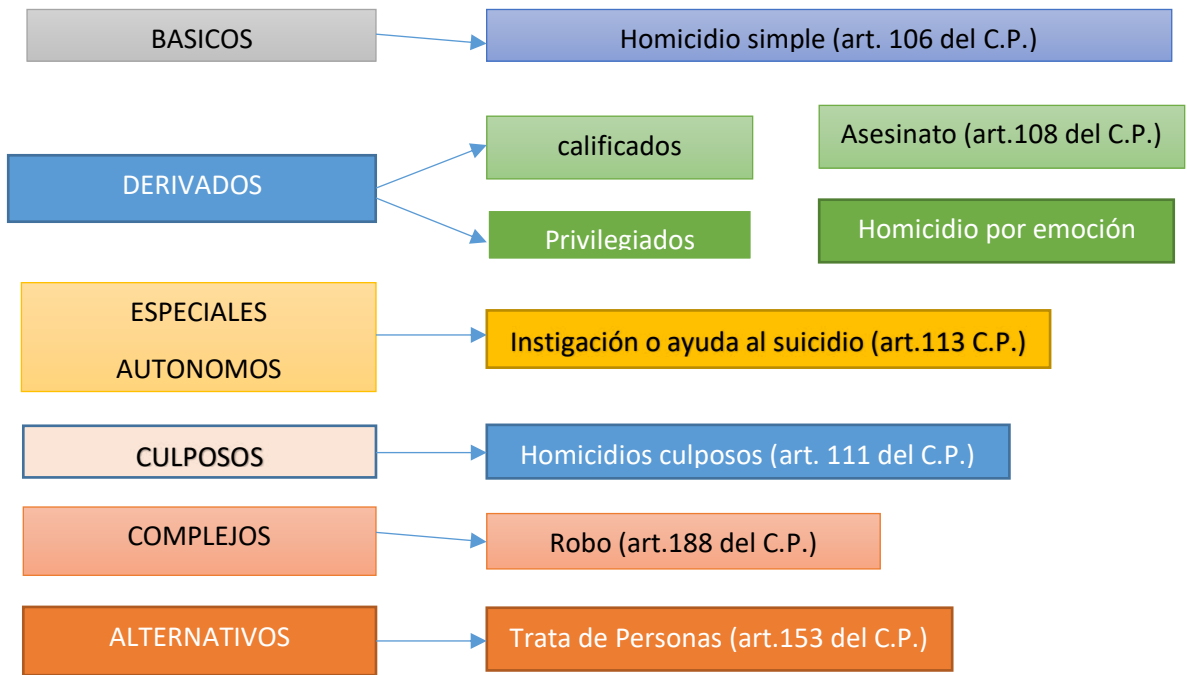 BASICOS
Homicidio simple (art. 106 del C.P.)
DERIVADOS
calificados
Asesinato (art.108 del C.P.)
Privilegiados
Homicidio por emoción
ESPECIALES
AUTONOMOS
Instigación o ayuda al suicidio (art.113 C.P.)
CULPOSOS
Homicidios culposos (art. 111 del C.P.)
COMPLEJOS
Robo (art.188 del C.P.)
ALTERNATIVOS
Trata de Personas (art.153 del C.P.)